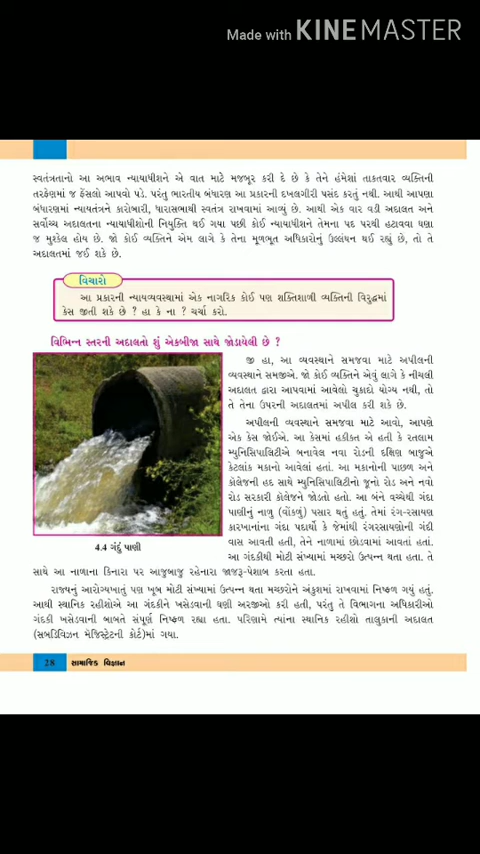 Made with KINEMASTER
સ્વતંત્રતાનો આ અભાવ ન્યાયાધીશને એ વાત માટે મજબૂર કરી દે છે કે તેને હંમેશાં તાકતવાર વ્યક્તિની
તરફેણમાં જ ફેંસલો આપવો પડે. પરંતુ ભારતીય બંધારણ આ પ્રકારની દખલગીરી પસંદ કરતું નથી. આથી આપણા
બંધારણમાં ન્યાયતંત્રને કારોબારી, ધારાસભાથી સ્વતંત્ર રાખવામાં આવ્યું છે. આથી એક વાર વડી અદાલત અને
સર્વોચ્ચ અદાલતના ન્યાયાધીશોની નિયુક્તિ થઈ ગયા પછી કોઈ ન્યાયાધીશને તેમના પદ પરથી હટાવવા ઘણા
જ મુશ્કેલ હોય છે. જો કોઈ વ્યક્તિને એમ લાગે કે તેના મૂળભૂત અધિકારોનું ઉલ્લંઘન થઈ રહ્યું છે, તો તે
અદાલતમાં જઈ શકે છે.
વિચારો
આ પ્રકારની ન્યાયવ્યવસ્થામાં એક નાગરિક કોઈ પણ શક્તિશાળી વ્યક્તિની વિરુદ્ધમાં
કેસ જીતી શકે છે ? હા કે ના ? ચર્ચા કરો.
વિભિન્ન સ્તરની અદાલતો શું એકબીજા સાથે જોડાયેલી છે ?
જી હા, આ વ્યવસ્થાને સમજવા માટે અપીલની
વ્યવસ્થાને સમજીએ. જો કોઈ વ્યક્તિને એવું લાગે કે નીચલી
અદાલત દ્વારા આપવામાં આવેલો ચુકાદો યોગ્ય નથી, તો
તે તેના ઉપરની અદાલતમાં અપીલ કરી શકે છે.
અપીલની વ્યવસ્થાને સમજવા માટે આવો, આપણે
એક કેસ જોઈએ. આ કેસમાં હકીકત એ હતી કે રતલામ
મ્યુનિસિપાલિટીએ બનાવેલ નવા રોડની દક્ષિણ બાજુએ
કેટલાંક મકાનો આવેલાં હતાં. આ મકાનોની પાછળ અને
કોલેજની હદ સાથે મ્યુનિસિપાલિટીનો જૂનો રોડ અને નવો
રોડ સરકારી કોલેજને જોડતો હતો. આ બંને વચ્ચેથી ગંદા
પાણીનું નાળુ (વોંકળું) પસાર થતું હતું. તેમાં રંગ-રસાયણ
કારખાનાંના ગંદા પદાર્થો કે જેમાંથી રંગરસાયણોની ગંદી
વાસ આવતી હતી, તેને નાળામાં છોડવામાં આવતાં હતાં.
આ ગંદકીથી મોટી સંખ્યામાં મચ્છરો ઉત્પન્ન થતા હતા. તે
4.4 ગંદું પાણી
સાથે આ નાળાના કિનારા પર આજુબાજુ રહેનારા જાજરૂ-પેશાબ કરતા હતા.
રાજ્યનું આરોગ્યખાતું પણ ખૂબ મોટી સંખ્યામાં ઉત્પન્ન થતા મચ્છરોને અંકુશમાં રાખવામાં નિષ્ફળ ગયું હતું.
આથી સ્થાનિક રહીશોએ આ ગંદકીને ખસેડવાની ઘણી અરજીઓ કરી હતી, પરંતુ તે વિભાગના અધિકારીઓ
ગંદકી ખસેડવાની બાબતે સંપૂર્ણ નિષ્ફળ રહ્યા હતા. પરિણામે ત્યાંના સ્થાનિક રહીશો તાલુકાની અદાલત
(સબડિવિઝન મેજિસ્ટ્રેટની કોર્ટ)માં ગયા.
28 સામાજિક વિજ્ઞાન